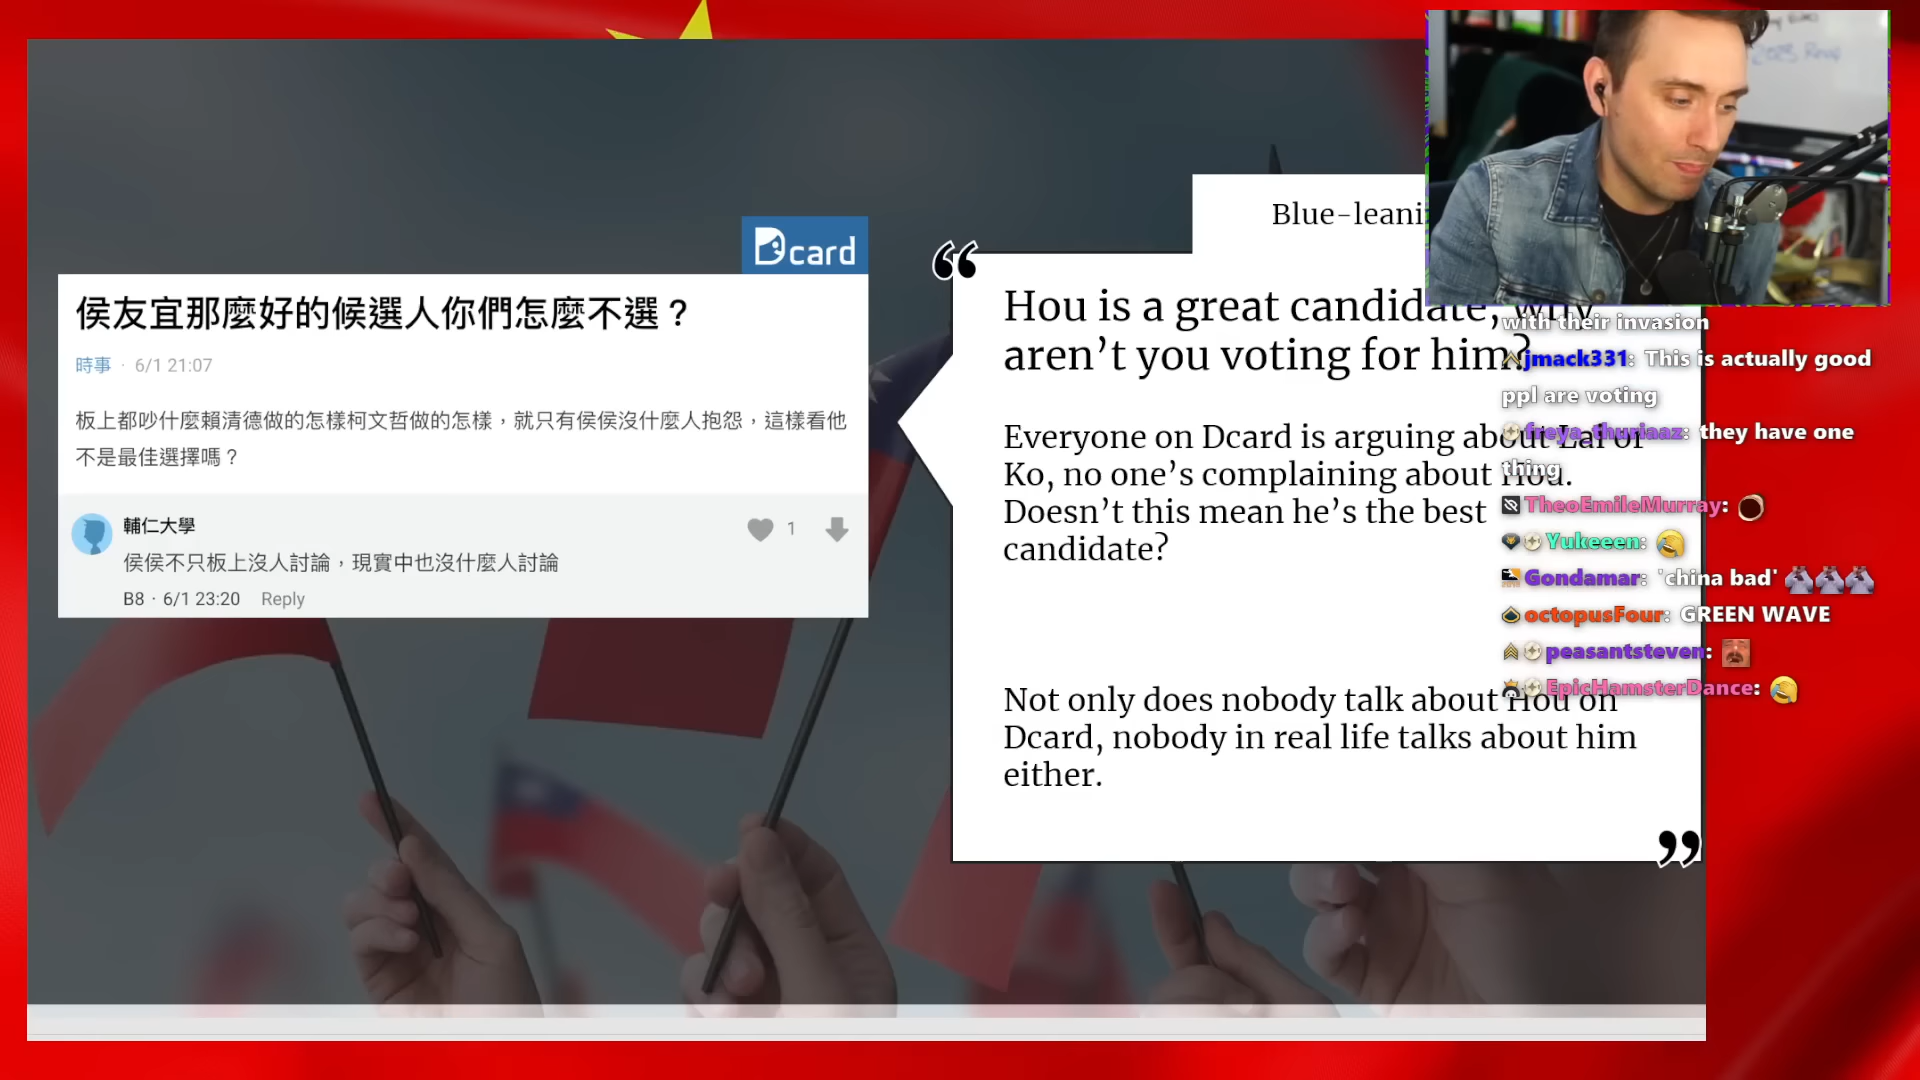 Dcard
侯友宜那麼好的候選人你們怎麼不選？
時事 · 6/1 21:07
板上都吵什麼賴清德做的怎樣柯文哲做的怎樣，就只有侯侯沒什麼人抱怨，這樣看他
不是最佳選擇嗎？
輔仁大學
1
侯侯不只板上沒人討論，現實中也沒什麼人討論
B8 · 6/1 23:20 Reply
Blue-leani
“
Hou is a great candidate, why
aren’t you voting for him?
Everyone on Dcard is arguing about Lai or
Ko, no one’s complaining about Hou.
Doesn’t this mean he’s the best
candidate?
Not only does nobody talk about Hou on
Dcard, nobody in real life talks about him
either.
”
with their invasion
jmack331: This is actually good
ppl are voting
freya_thuriaaz: they have one
thing
TheoEmileMurray:
Yukeeen:
Gondamar: 'china bad'
octopusFour: GREEN WAVE
peasantsteven:
EpicHamsterDance: